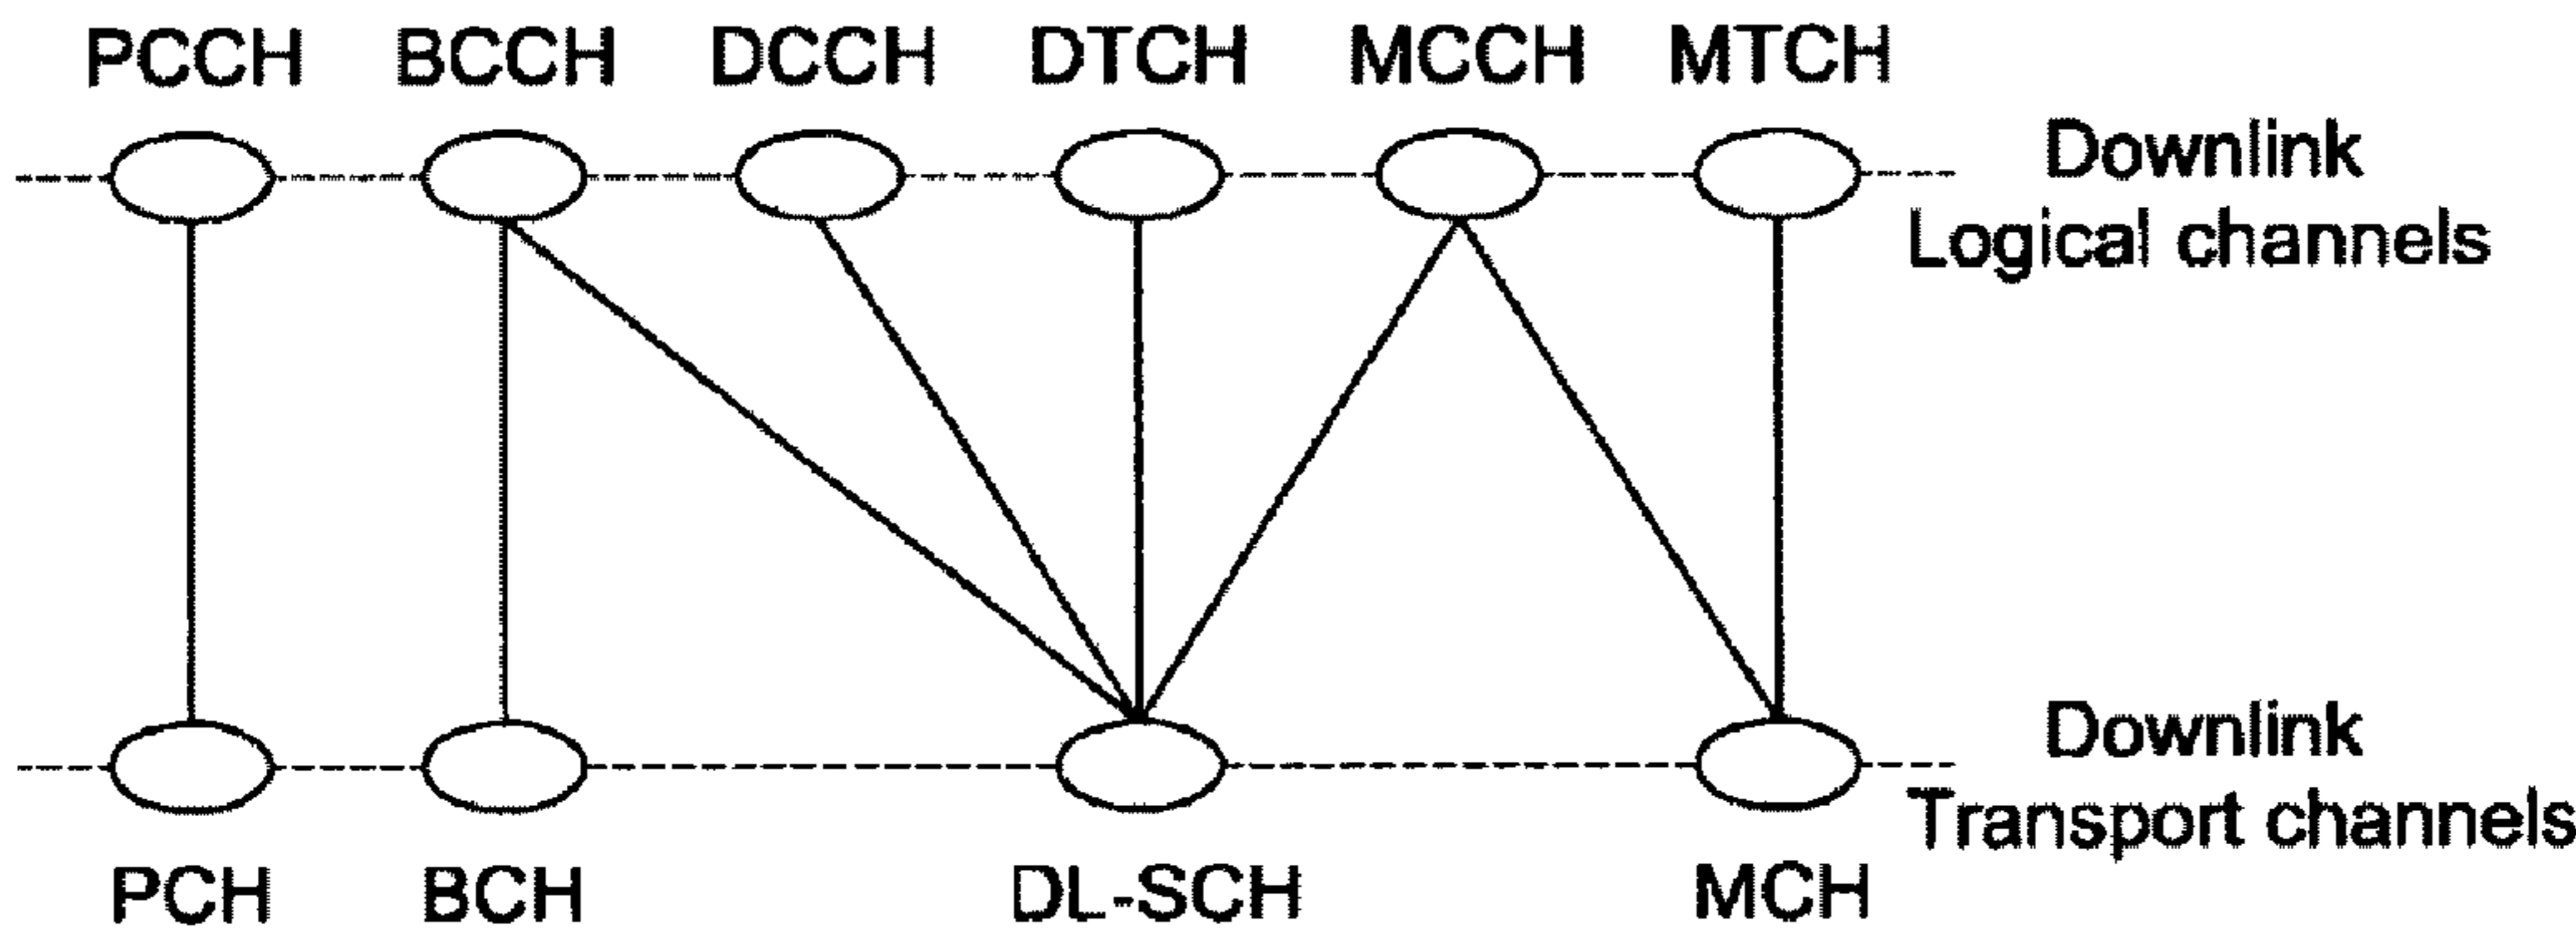 PCCH BCCH DCCH DTCH MCCH MTCH
Downlink
Logical channels
Downlink
Transport channels
PCH BCH DL-SCH MCH